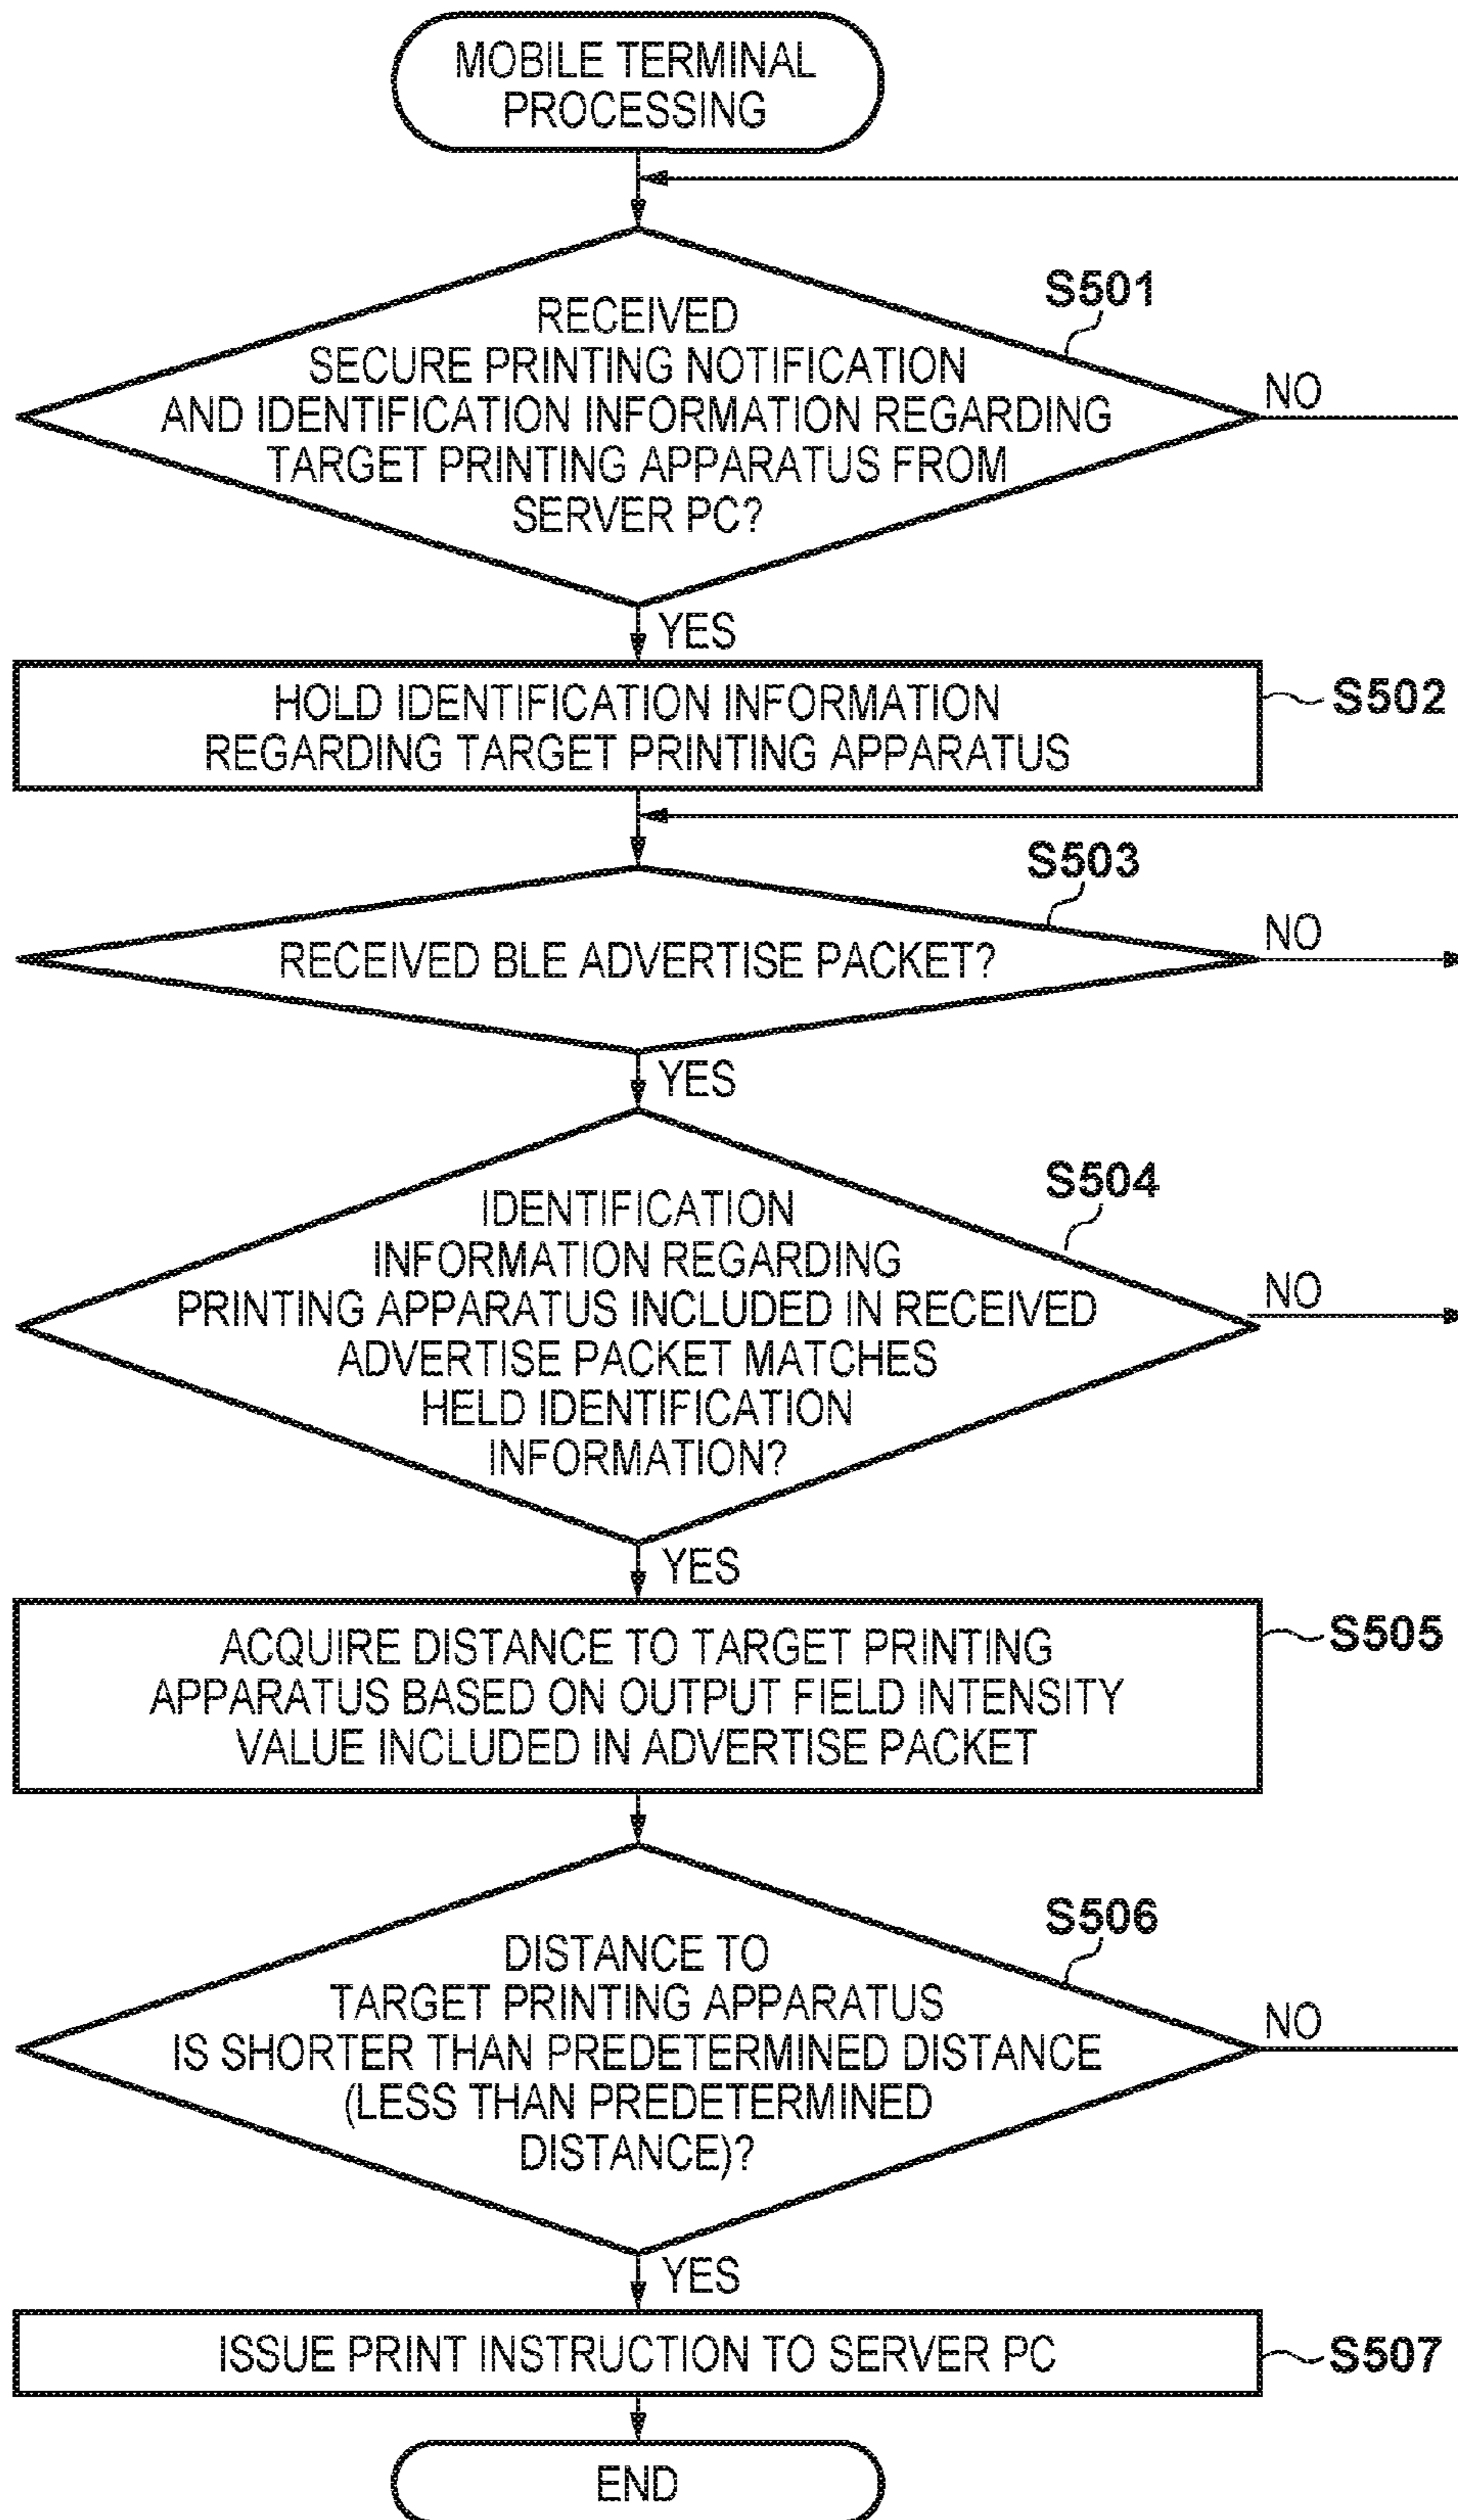 MOBILE TERMINAL
PROCESSING
S501
RECEIVED
SECURE PRINTING NOTIFICATION
AND IDENTIFICATION INFORMATION REGARDING
TARGET PRINTING APPARATUS FROM
SERVER PC?
NO
YES
HOLD IDENTIFICATION INFORMATION
REGARDING TARGET PRINTING APPARATUS
S502
S503
RECEIVED BLE ADVERTISE PACKET?
NO
YES
S504
IDENTIFICATION
INFORMATION REGARDING
PRINTING APPARATUS INCLUDED IN RECEIVED
ADVERTISE PACKET MATCHES
HELD IDENTIFICATION
INFORMATION?
NO
YES
ACQUIRE DISTANCE TO TARGET PRINTING
APPARATUS BASED ON OUTPUT FIELD INTENSITY
VALUE INCLUDED IN ADVERTISE PACKET
S505
S506
DISTANCE TO
TARGET PRINTING APPARATUS
IS SHORTER THAN PREDETERMINED DISTANCE
(LESS THAN PREDETERMINED
DISTANCE)?
NO
YES
ISSUE PRINT INSTRUCTION TO SERVER PC
S507
END